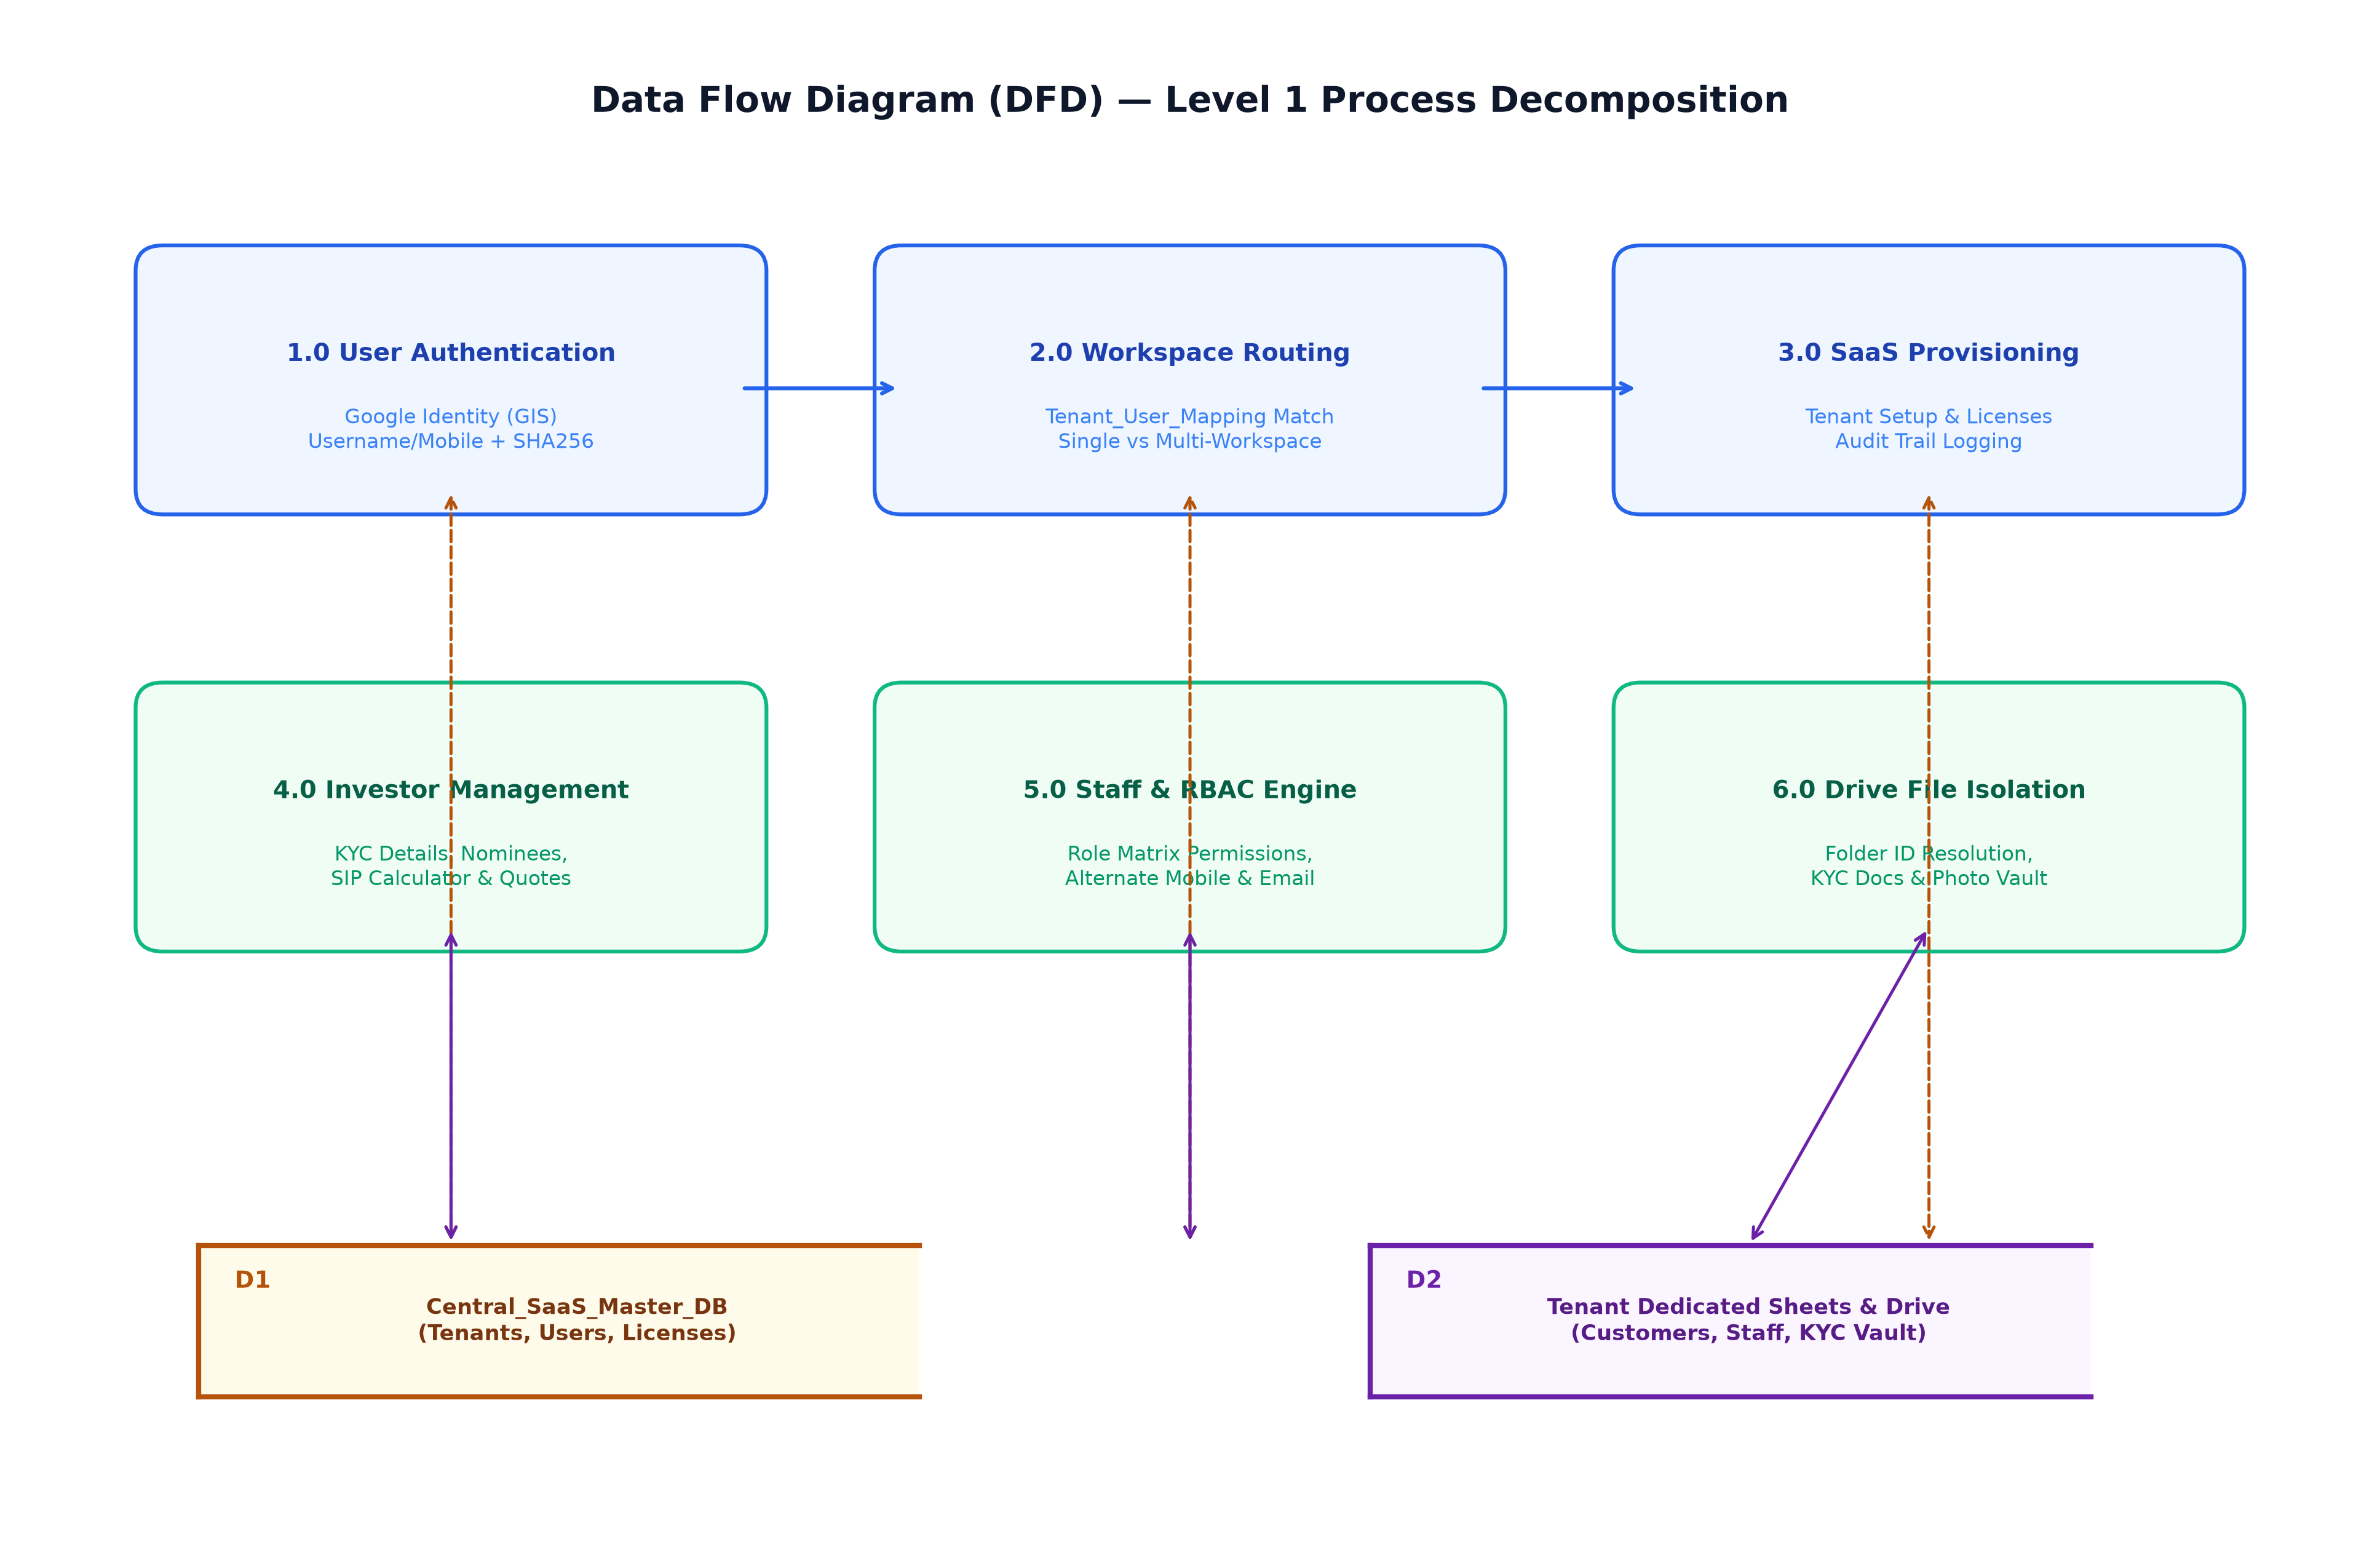 Data Flow Diagram (DFD) — Level 1 Process Decomposition
1.0 User Authentication
Google Identity (GIS)
Username/Mobile + SHA256
2.0 Workspace Routing
Tenant_User_Mapping Match
Single vs Multi-Workspace
3.0 SaaS Provisioning
Tenant Setup & Licenses
Audit Trail Logging
4.0 Investor Management
KYC Details, Nominees,
SIP Calculator & Quotes
5.0 Staff & RBAC Engine
Role Matrix Permissions,
Alternate Mobile & Email
6.0 Drive File Isolation
Folder ID Resolution,
KYC Docs & Photo Vault
D1
Central_SaaS_Master_DB
(Tenants, Users, Licenses)
D2
Tenant Dedicated Sheets & Drive
(Customers, Staff, KYC Vault)